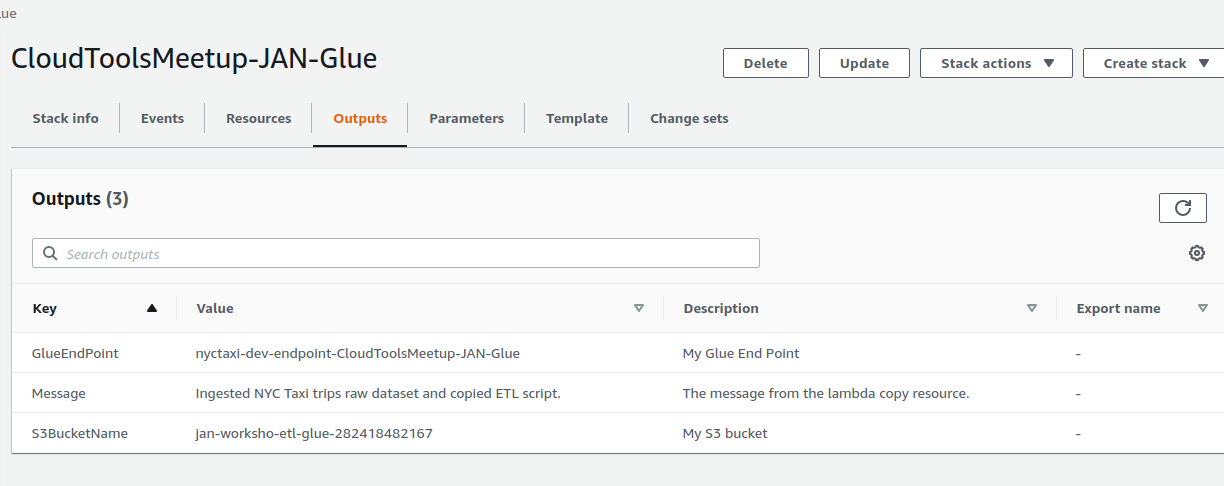 CloudToolsMeetup-JAN-Glue
Delete Update Stack actions Create stack
Stack info Events Resources Outputs Parameters Template Change sets
Outputs (3)
Search outputs
Key Value Description Export name
GlueEndPoint nyctaxi-dev-endpoint-CloudToolsMeetup-JAN-Glue My Glue End Point -
Message Ingested NYC Taxi trips raw dataset and copied ETL script. The message from the lambda copy resource. -
S3BucketName jan-worksho-etl-glue-282418482167 My S3 bucket -